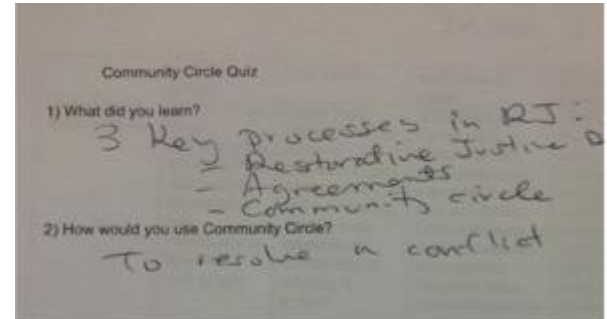 Community Circle Quiz
1) What did you learn?
3 Key Processes in RJ:
- Restorative Justice
- Agreements
- Community circle
2) How would you use Community Circle?
To resolve a conflict